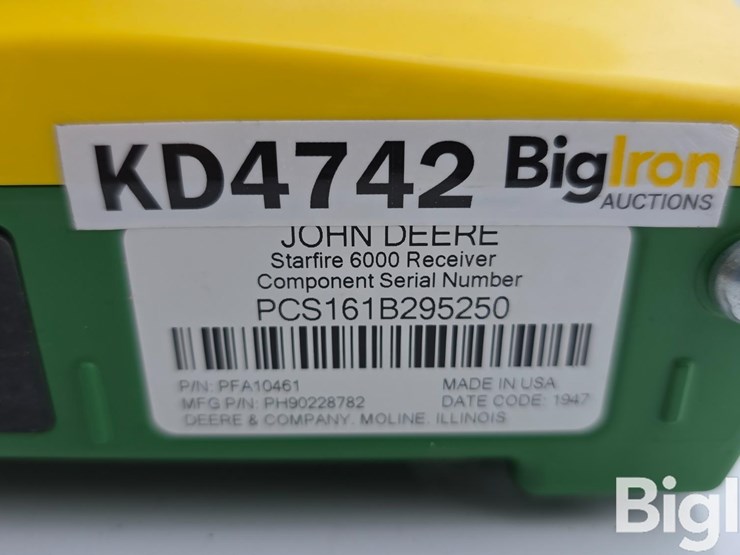 KD4742 BigIron
AUCTIONS
JOHN DEERE
Starfire 6000 Receiver
Component Serial Number
PCS161B295250
P/N: PFA10461 MADE IN USA
MFG P/N: PH90228782 DATE CODE: 1947
DEERE & COMPANY, MOLINE, ILLINOIS
BigI